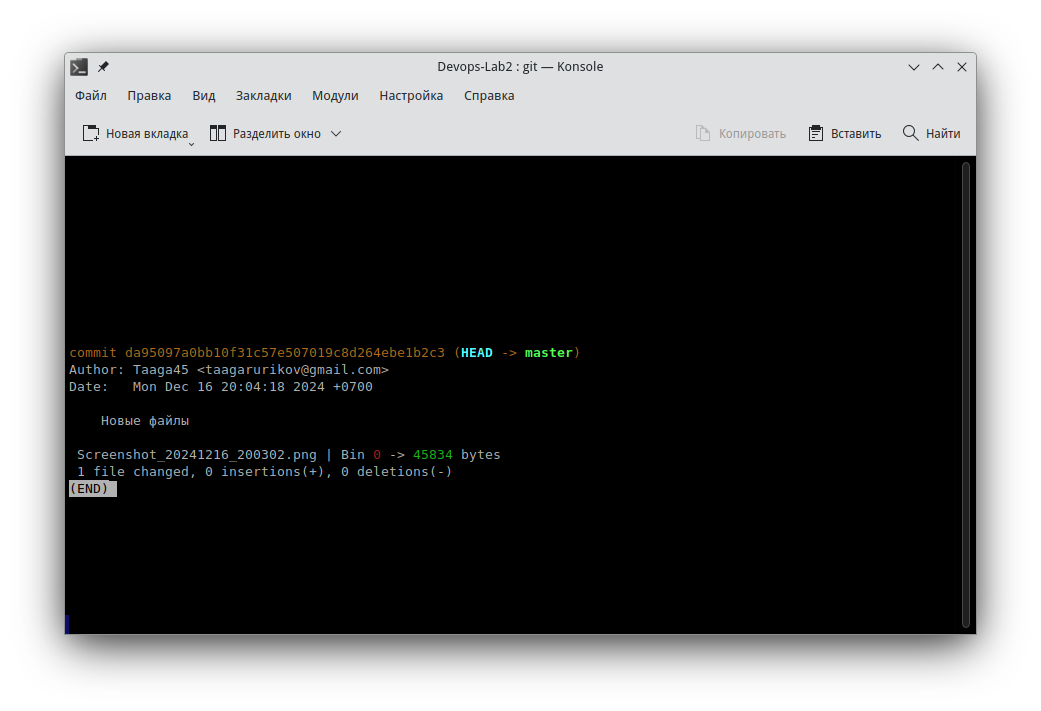 Devops-Lab2 : git — Konsole
Файл Правка Вид Закладки Модули Настройка Справка
Новая вкладка Разделить окно Копировать Вставить Найти
commit da95097a0bb10f31c57e507019c8d264ebe1b2c3 (HEAD -> master)
Author: Taaga45 <taagarurikov@gmail.com>
Date:   Mon Dec 16 20:04:18 2024 +0700
Новые файлы
Screenshot_20241216_200302.png | Bin 0 -> 45834 bytes
1 file changed, 0 insertions(+), 0 deletions(-)
(END)